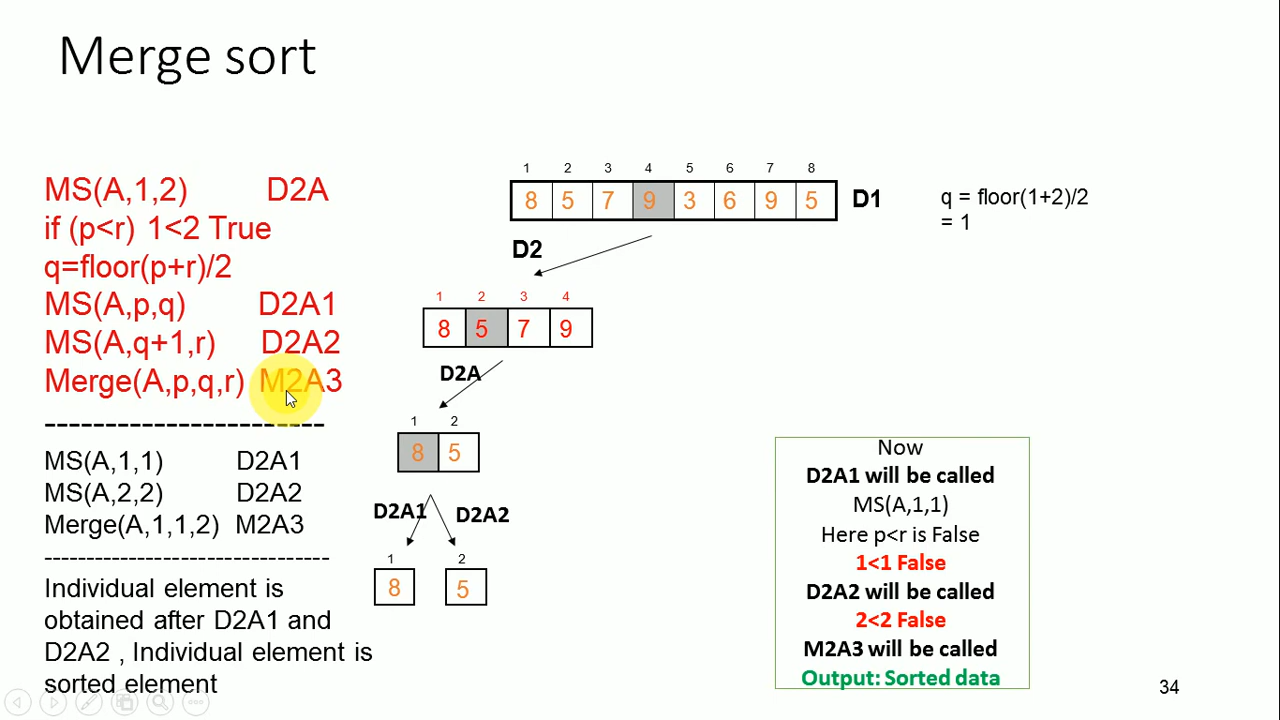 Merge sort
MS(A,1,2) D2A
if (p<r) 1<2 True
q=floor(p+r)/2
MS(A,p,q) D2A1
MS(A,q+1,r) D2A2
Merge(A,p,q,r) M2A3
-----------------------
MS(A,1,1) D2A1
MS(A,2,2) D2A2
Merge(A,1,1,2) M2A3
--------------------------------
Individual element is
obtained after D2A1 and
D2A2 , Individual element is
sorted element
1 2 3 4 5 6 7 8
8 5 7 9 3 6 9 5 D1
D2
1 2 3 4
8 5 7 9
D2A
1 2
8 5
D2A1 D2A2
1 2
8 5
q = floor(1+2)/2
= 1
Now
D2A1 will be called
MS(A,1,1)
Here p<r is False
1<1 False
D2A2 will be called
2<2 False
M2A3 will be called
Output: Sorted data
34